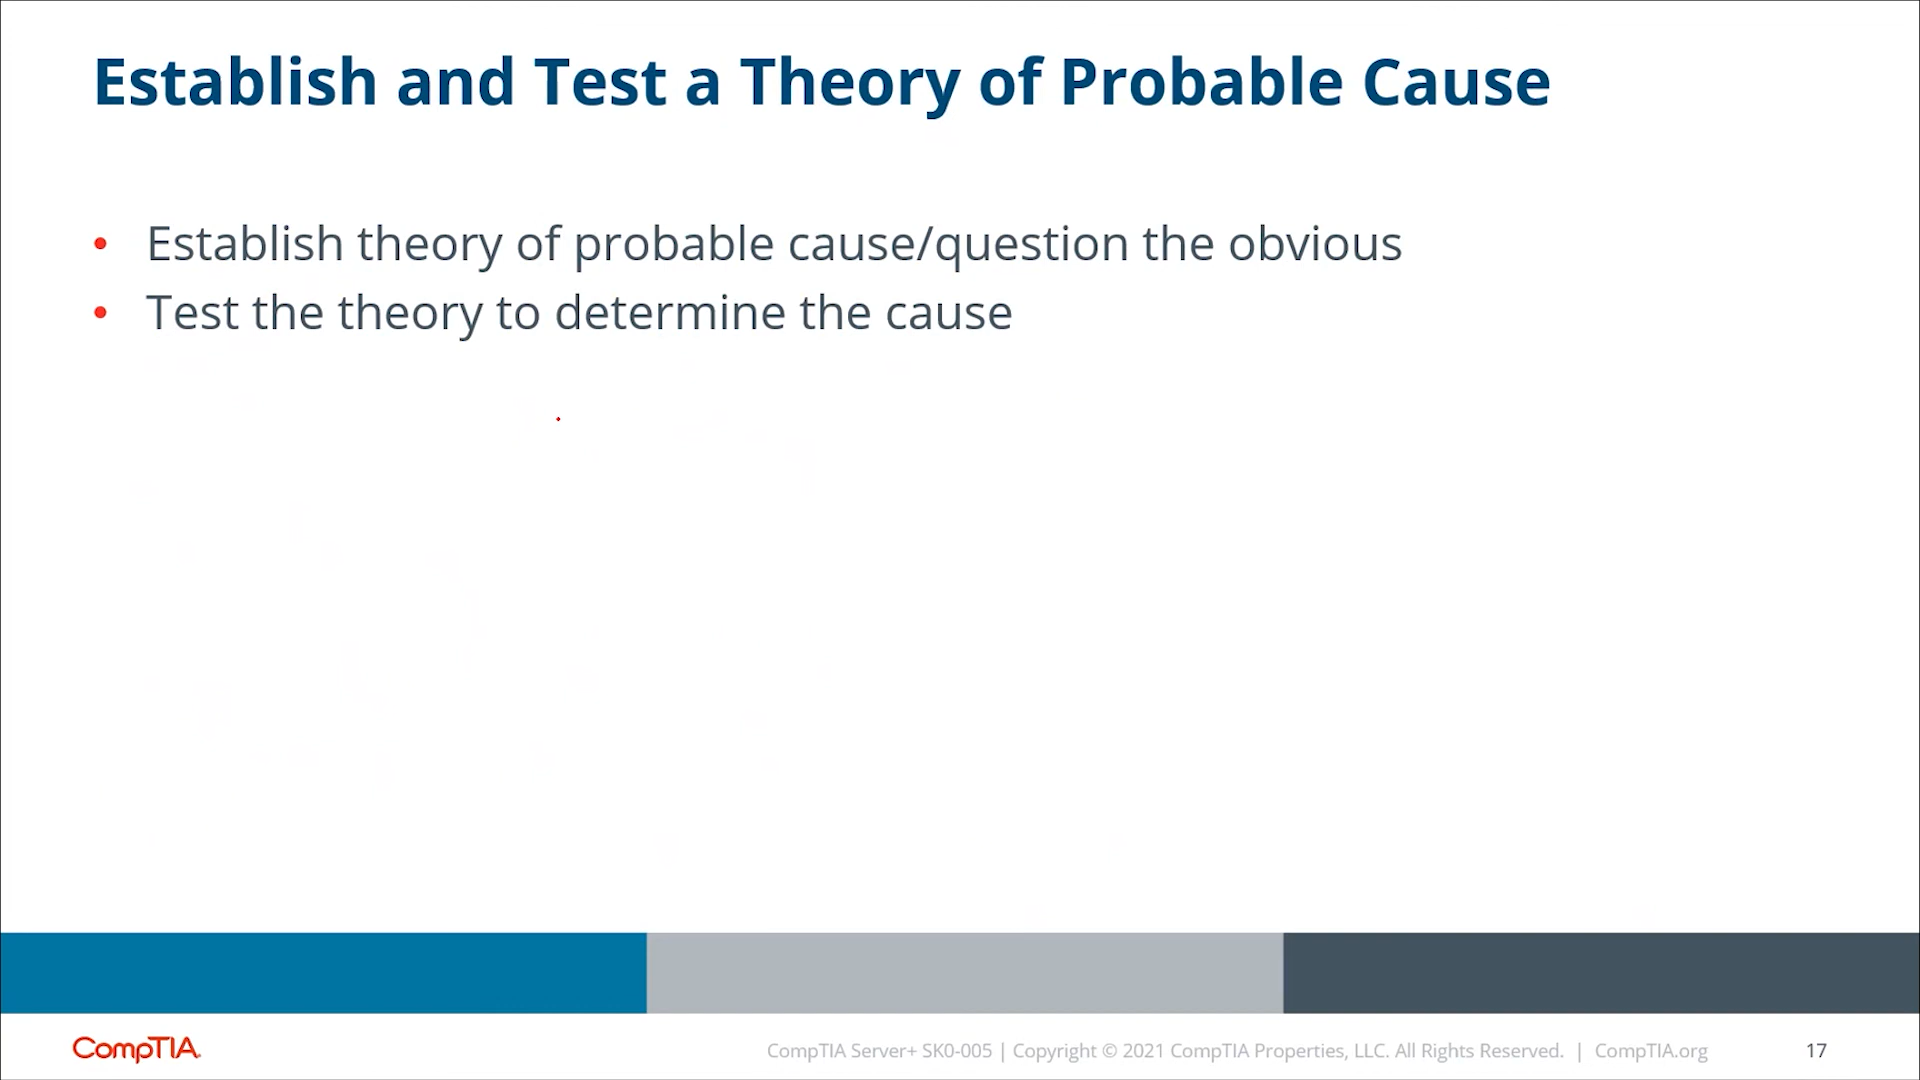 Establish and Test a Theory of Probable Cause
• Establish theory of probable cause/question the obvious
• Test the theory to determine the cause
CompTIA.
CompTIA Server+ SK0-005 | Copyright © 2021 CompTIA Properties, LLC. All Rights Reserved. | CompTIA.org
17